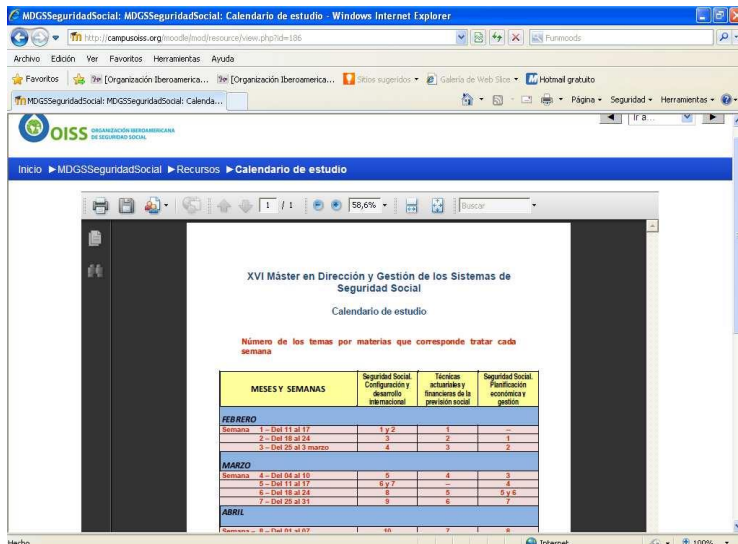 MDGSSeguridadSocial: MDGSSeguridadSocial: Calendario de estudio - Windows Internet Explorer
http://campusoiss.org/moodle/mod/resource/view.php?id=186
Funmoods
Archivo Edición Ver Favoritos Herramientas Ayuda
Favoritos [Organización Iberoamerica... [Organización Iberoamerica... Sitios sugeridos Galería de Web Slice Hotmail gratuito
MDGSSeguridadSocial: MDGSSeguridadSocial: Calenda... Página Seguridad Herramientas
OISS ORGANIZACIÓN IBEROAMERICANA DE SEGURIDAD SOCIAL
Ir a...
Inicio ►MDGSSeguridadSocial ►Recursos ►Calendario de estudio
1 / 1 58,6% Buscar
XVI Máster en Dirección y Gestión de los Sistemas de
Seguridad Social
Calendario de estudio
Número de los temas por materias que corresponde tratar cada
semana
MESES Y SEMANAS
Seguridad Social.
Configuración y
desarrollo
internacional
Técnicas
actuariales y
financieras de la
previsión social
Seguridad Social.
Planificación
económica y
gestión
FEBRERO
Semana 1 – Del 11 al 17 1 y 2 1 --
2 – Del 18 al 24 3 2 1
3 – Del 25 al 3 marzo 4 3 2
MARZO
Semana 4 – Del 04 al 10 5 4 3
5 – Del 11 al 17 6 y 7 -- 4
6 – Del 18 al 24 8 5 5 y 6
7 – Del 25 al 31 9 6 7
ABRIL
Semana – 8 – Del 01 al 07 10 7 8
Hecho Internet 100%